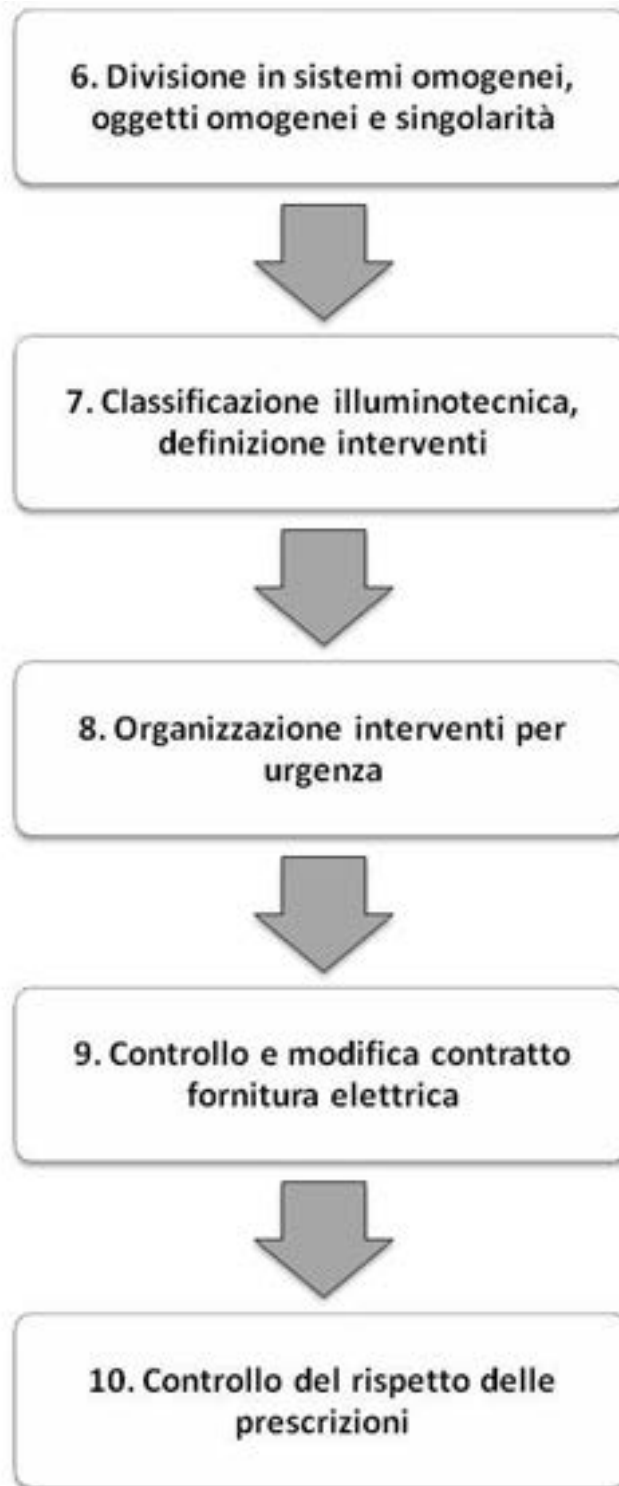 6. Divisione in sistemi omogenei,
oggetti omogenei e singolarità
7. Classificazione illuminotecnica,
definizione interventi
8. Organizzazione interventi per
urgenza
9. Controllo e modifica contratto
fornitura elettrica
10. Controllo del rispetto delle
prescrizioni